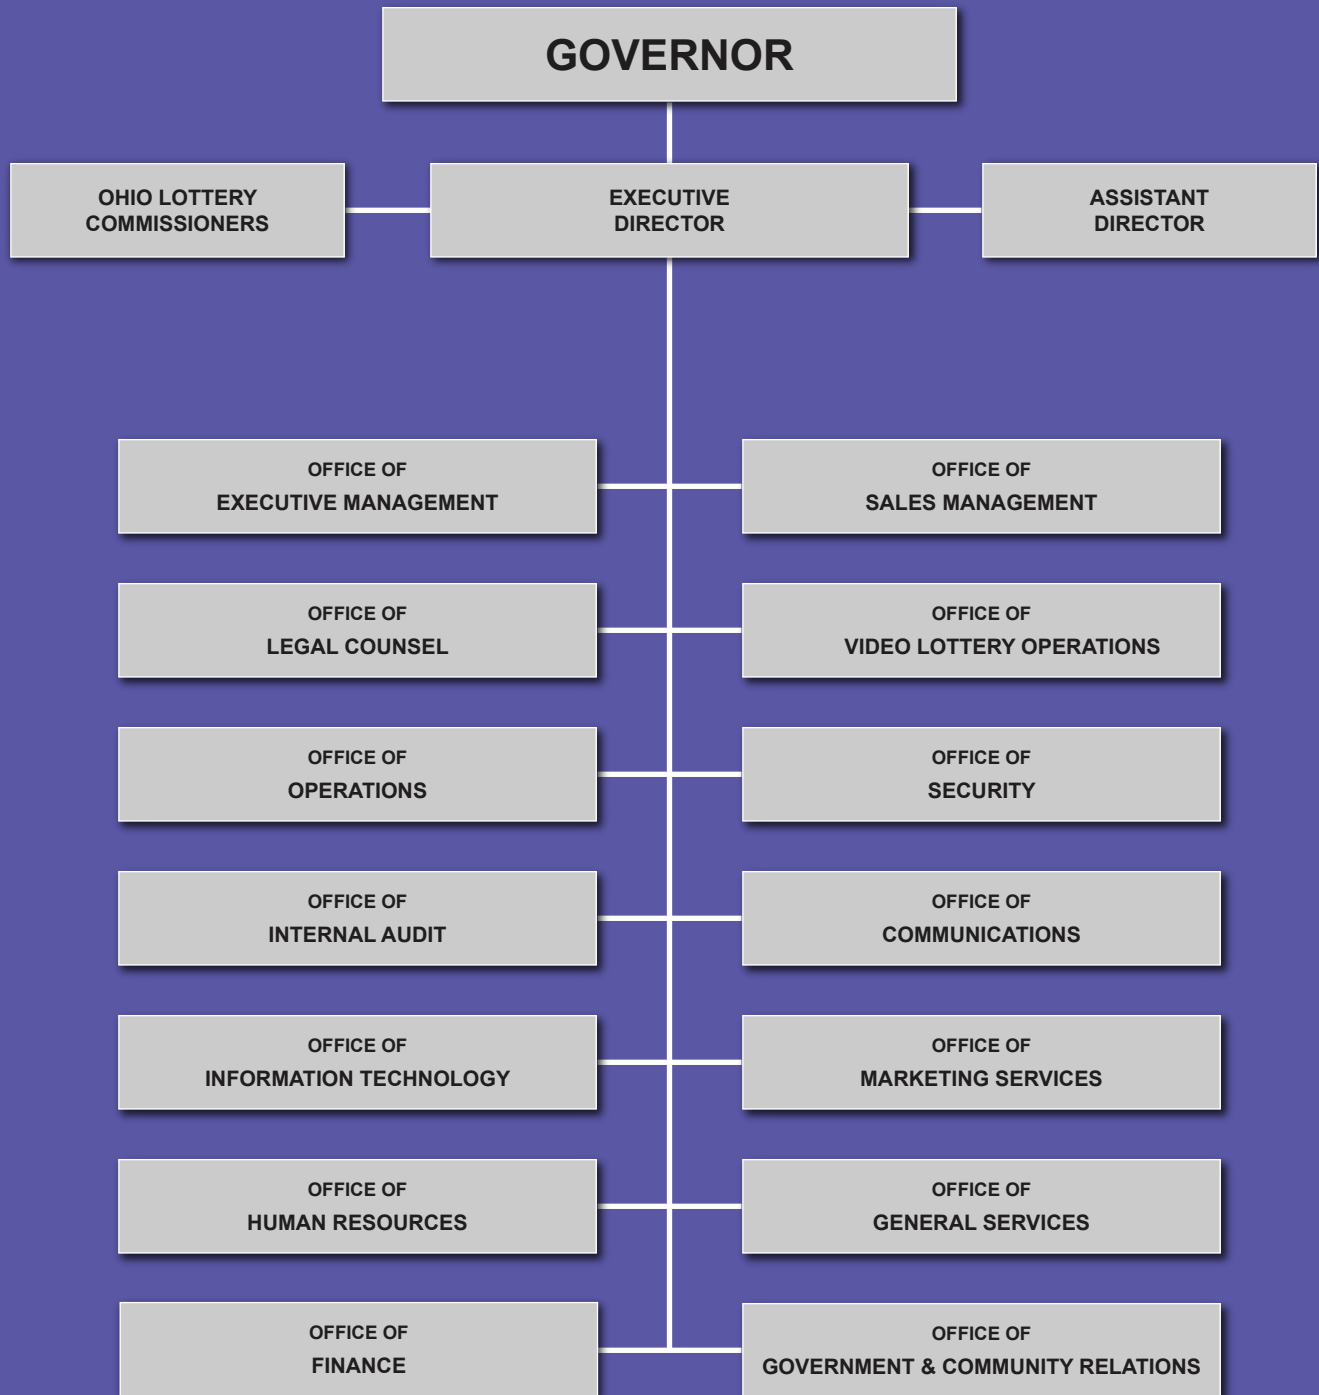 GOVERNOR
OHIO LOTTERY
COMMISSIONERS
EXECUTIVE
DIRECTOR
ASSISTANT
DIRECTOR
OFFICE OF
EXECUTIVE MANAGEMENT
OFFICE OF
SALES MANAGEMENT
OFFICE OF
LEGAL COUNSEL
OFFICE OF
VIDEO LOTTERY OPERATIONS
OFFICE OF
OPERATIONS
OFFICE OF
SECURITY
OFFICE OF
INTERNAL AUDIT
OFFICE OF
COMMUNICATIONS
OFFICE OF
INFORMATION TECHNOLOGY
OFFICE OF
MARKETING SERVICES
OFFICE OF
HUMAN RESOURCES
OFFICE OF
GENERAL SERVICES
OFFICE OF
FINANCE
OFFICE OF
GOVERNMENT & COMMUNITY RELATIONS